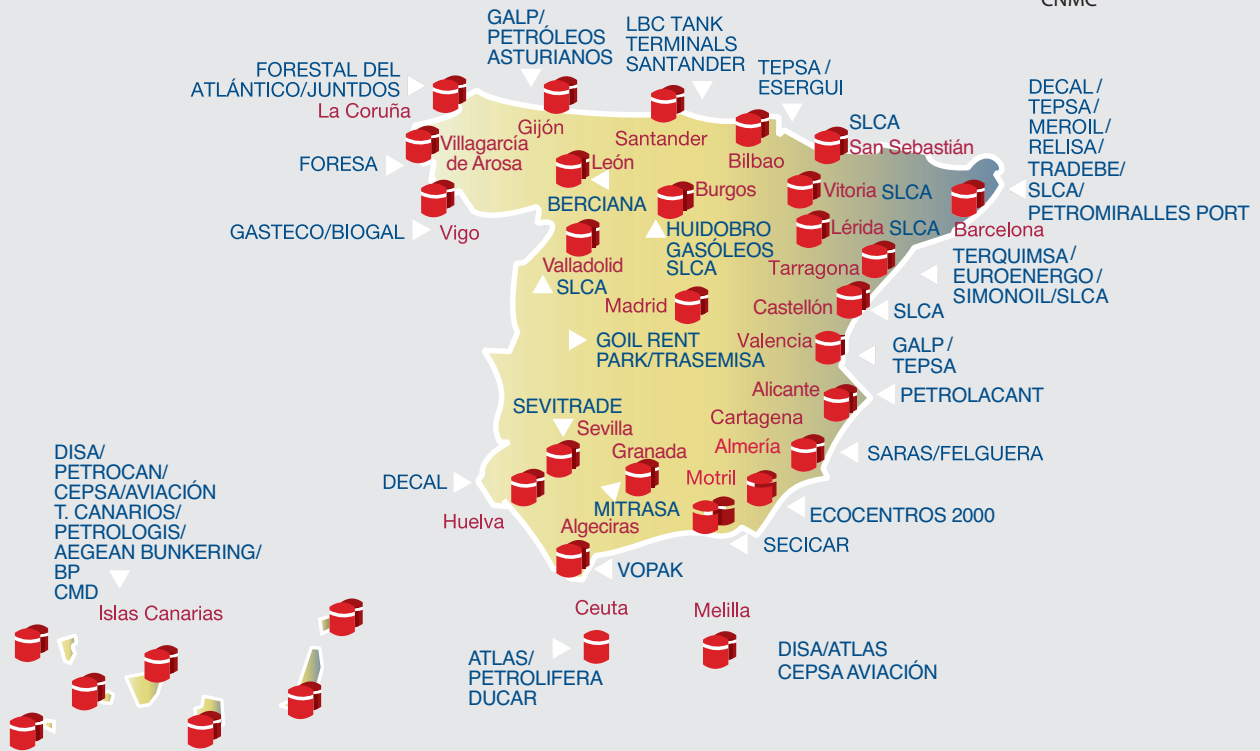 CNMC
GALP/
PETRÓLEOS
ASTURIANOS
LBC TANK
TERMINALS
SANTANDER
TEPSA /
ESERGUI
FORESTAL DEL
ATLÁNTICO/JUNTDOS
La Coruña
Gijón
Santander
Bilbao
SLCA
San Sebastián
DECAL/
TEPSA/
MEROIL/
RELISA/
TRADEBE/
SLCA/
PETROMIRALLES PORT
Barcelona
Villagarcía
de Arosa
FORESA
León
BERCIANA
Burgos
HUIDOBRO
GASÓLEOS
SLCA
Vitoria SLCA
Lérida SLCA
GASTECO/BIOGAL
Vigo
Valladolid
SLCA
Tarragona
TERQUIMSA/
EUROENERGO/
SIMONOIL/SLCA
Madrid
Castellón
SLCA
GOIL RENT
PARK/TRASEMISA
Valencia
GALP/
TEPSA
Alicante
PETROLACANT
Cartagena
SEVITRADE
Sevilla
Granada
Almería
SARAS/FELGUERA
DECAL
Huelva
MITRASA
Motril
ECOCENTROS 2000
Algeciras
SECICAR
VOPAK
DISA/
PETROCAN/
CEPSA/AVIACIÓN
T. CANARIOS/
PETROLOGIS/
AEGEAN BUNKERING/
BP
CMD
Islas Canarias
Ceuta
ATLAS/
PETROLIFERA
DUCAR
Melilla
DISA/ATLAS
CEPSA AVIACIÓN